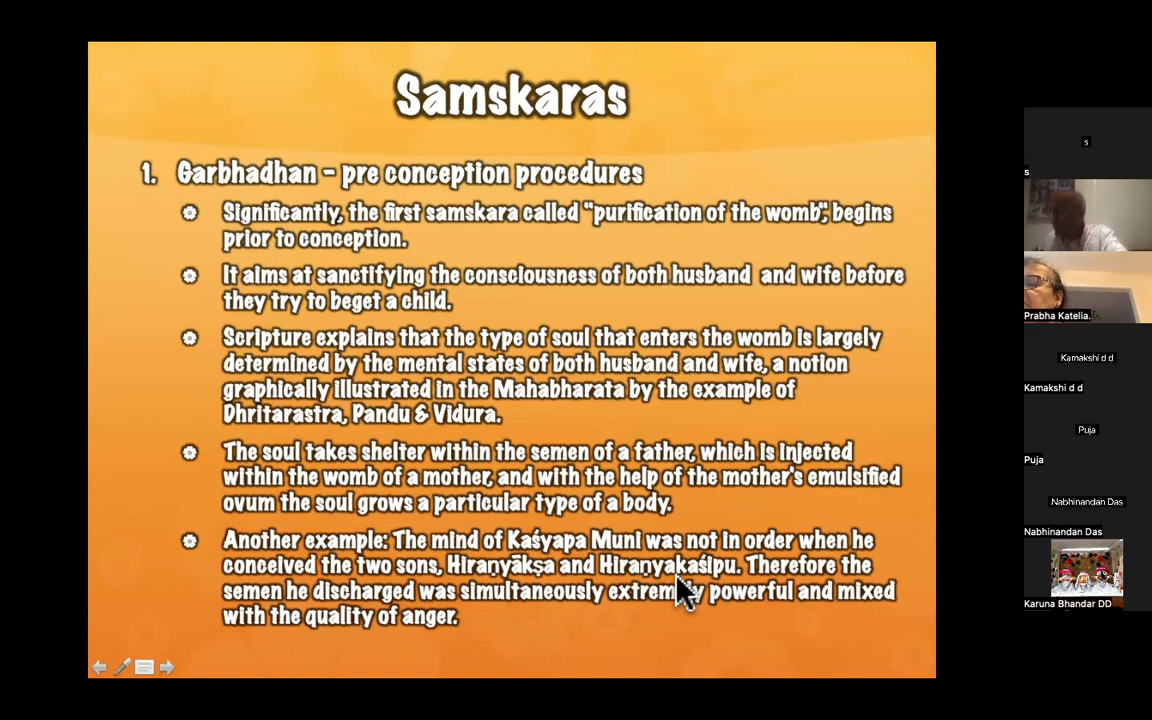 Samskaras
1. Garbhadhan - pre conception procedures
Significantly, the first samskara called "purification of the womb", begins
prior to conception.
It aims at sanctifying the consciousness of both husband and wife before
they try to beget a child.
Scripture explains that the type of soul that enters the womb is largely
determined by the mental states of both husband and wife, a notion
graphically illustrated in the Mahabharata by the example of
Dhritarastra, Pandu & Vidura.
The soul takes shelter within the semen of a father, which is injected
within the womb of a mother, and with the help of the mother's emulsified
ovum the soul grows a particular type of a body.
Another example: The mind of Kaśyapa Muni was not in order when he
conceived the two sons, Hiraṇyākṣa and Hiraṇyakaśipu. Therefore the
semen he discharged was simultaneously extremely powerful and mixed
with the quality of anger.
s
s
Prabha Katelia.
Kamakshi d d
Kamakshi d d
Puja
Puja
Nabhinandan Das
Nabhinandan Das
Karuna Bhandar DD